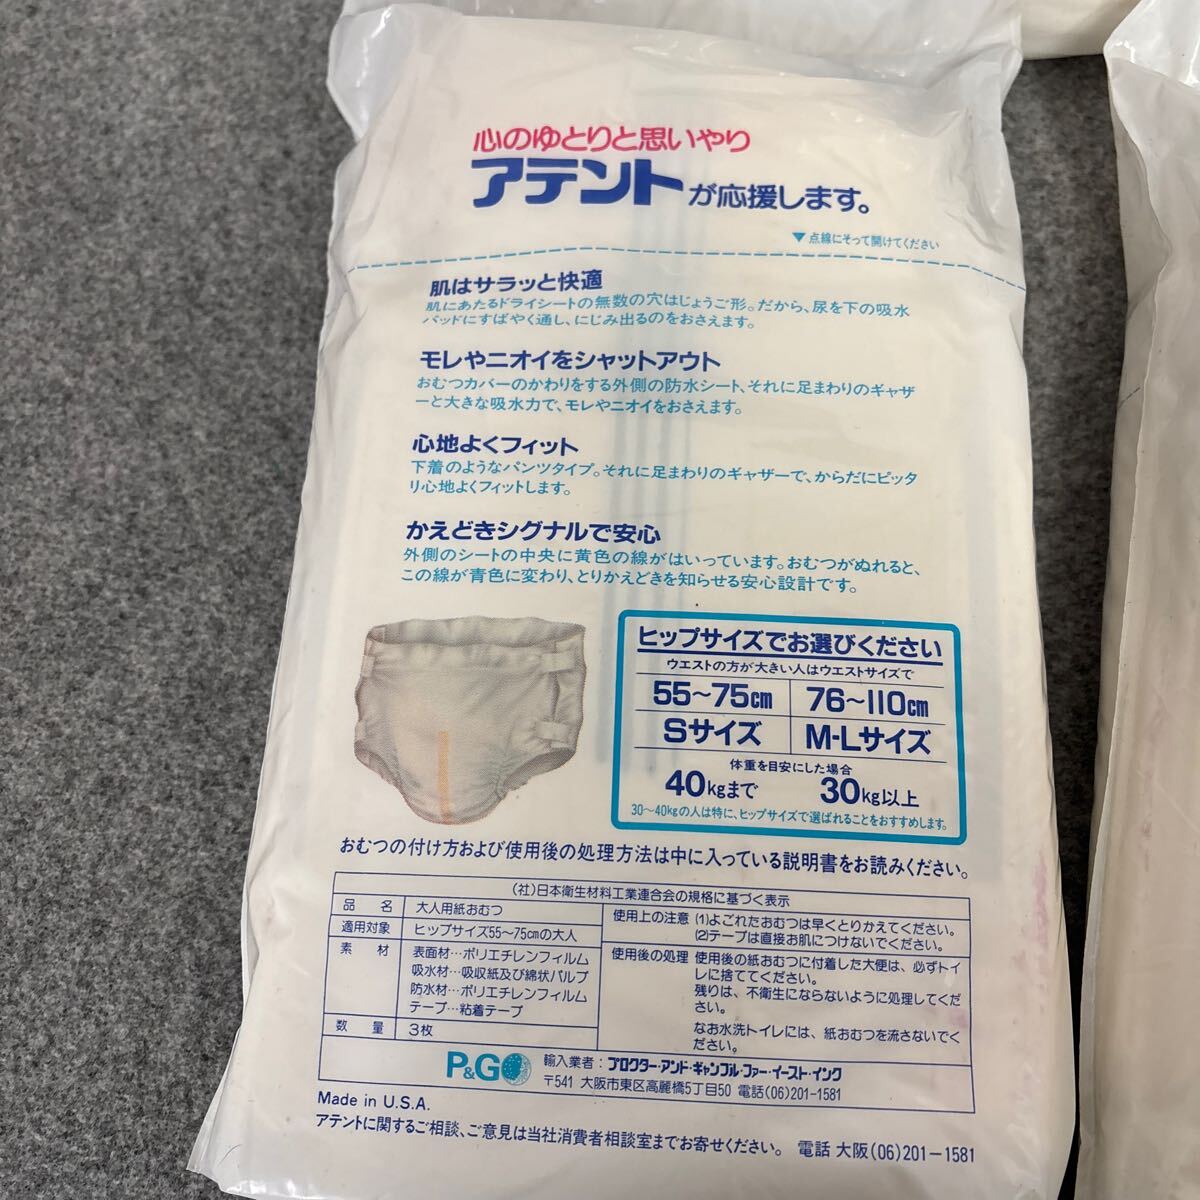 心のゆとりと思いやり
アテントが応援します。
▼点線にそって開けてください
肌はサラッと快適
肌にあたるドライシートの無数の穴はじょうご形。だから、尿を下の吸水
パッドにすばやく通し、にじみ出るのをおさえます。
モレやニオイをシャットアウト
おむつカバーのかわりをする外側の防水シート、それに足まわりのギャザ
ーと大きな吸水力で、モレやニオイをおさえます。
心地よくフィット
下着のようなパンツタイプ。それに足まわりのギャザーで、からだにピッタ
リ心地よくフィットします。
かえどきシグナルで安心
外側のシートの中央に黄色の線がはいっています。おむつがぬれると、
この線が青色に変わり、とりかえどきを知らせる安心設計です。
ヒップサイズでお選びください
ウエストの方が大きい人はウエストサイズで
55〜75cm 76〜110cm
Sサイズ M-Lサイズ
体重を目安にした場合
40kgまで 30kg以上
30〜40kgの人は特に、ヒップサイズで選ばれることをおすすめします。
おむつの付け方および使用後の処理方法は中に入っている説明書をお読みください。
(社)日本衛生材料工業連合会の規格に基づく表示
品名 大人用紙おむつ
適用対象 ヒップサイズ55〜75cmの大人
素材 表面材…ポリエチレンフィルム
吸水材…吸収紙及び綿状パルプ
防水材…ポリエチレンフィルム
テープ…粘着テープ
数量 3枚
使用上の注意 (1)よごれたおむつは早くとりかえてください。
(2)テープは直接お肌につけないでください。
使用後の処理 使用後の紙おむつに付着した大便は、必ずトイ
レに捨ててください。
残りは、不衛生にならないように処理してくだ
さい。
なお水洗トイレには、紙おむつを流さないでく
ださい。
P&G 輸入業者:プロクター・アンド・ギャンブル・ファー・イースト・インク
〒541 大阪市東区高麗橋5丁目50 電話(06)201-1581
Made in U.S.A.
アテントに関するご相談、ご意見は当社消費者相談室までお寄せください。 電話 大阪(06)201-1581